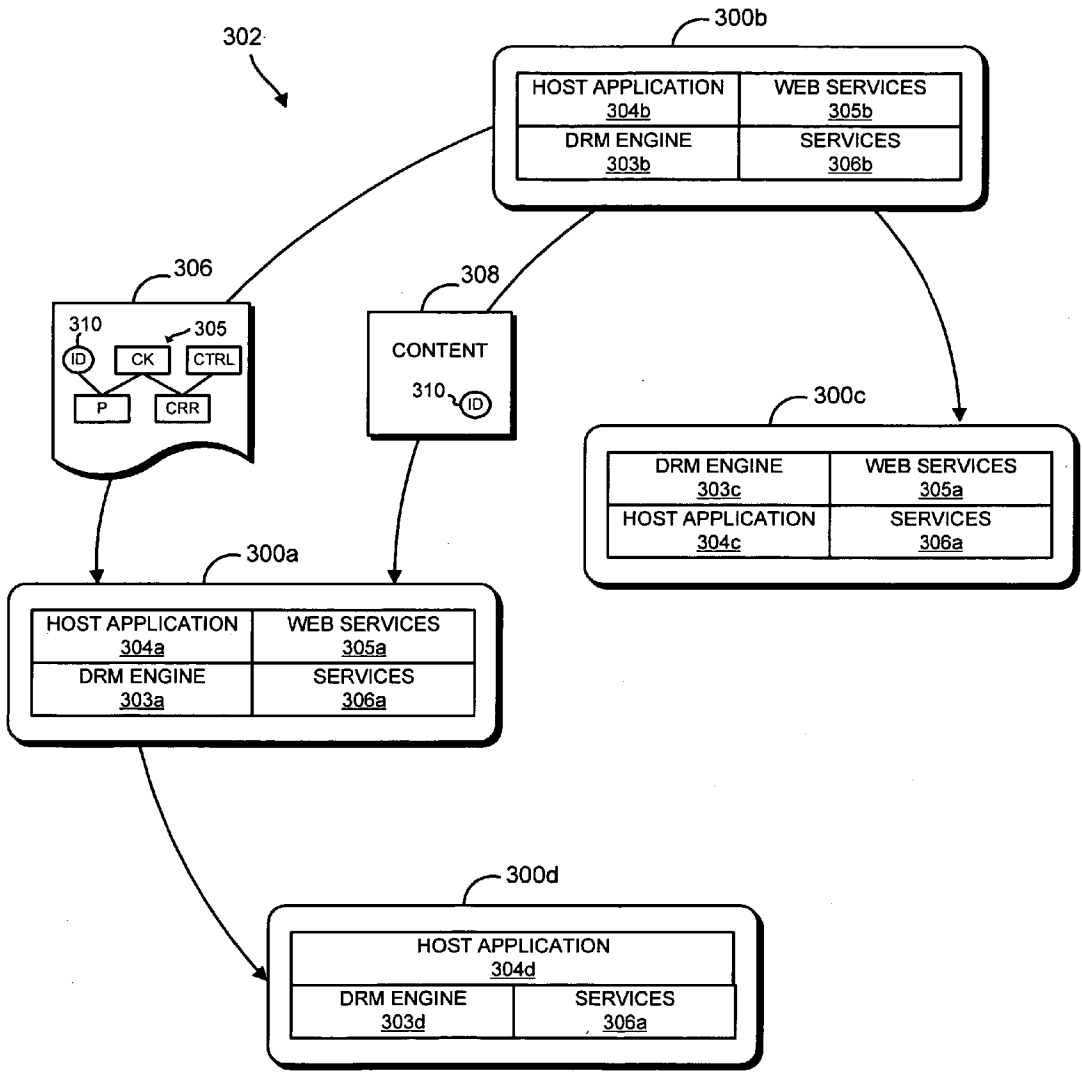 300b
302
HOST APPLICATION
304b
WEB SERVICES
305b
DRM ENGINE
303b
SERVICES
306b
306
310
305
ID
CK
CTRL
P
CRR
308
CONTENT
310
ID
300c
DRM ENGINE
303c
WEB SERVICES
305a
HOST APPLICATION
304c
SERVICES
306a
300a
HOST APPLICATION
304a
WEB SERVICES
305a
DRM ENGINE
303a
SERVICES
306a
300d
HOST APPLICATION
304d
DRM ENGINE
303d
SERVICES
306a